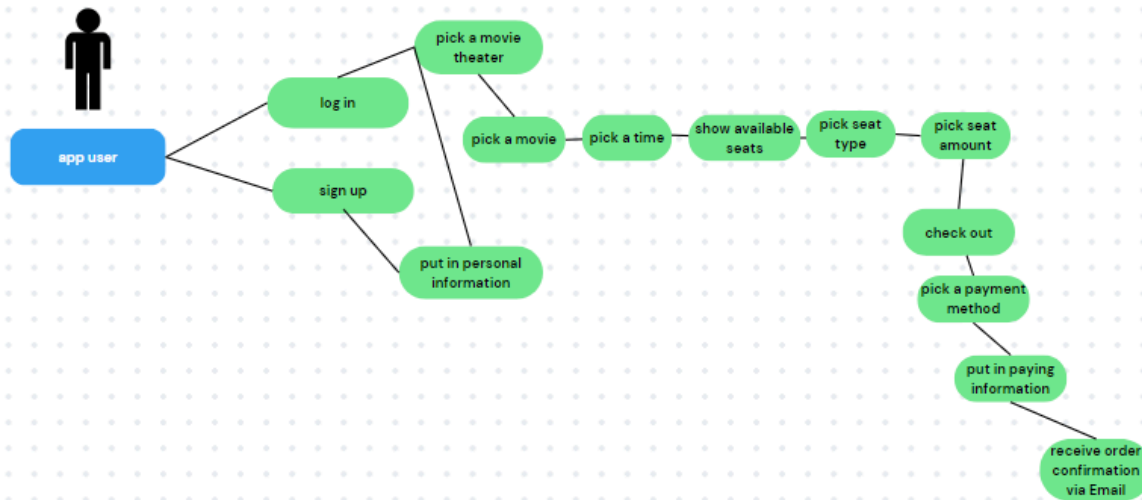 app user
log in
sign up
pick a movie
theater
put in personal
information
pick a movie
pick a time
show available
seats
pick seat
type
pick seat
amount
check out
pick a payment
method
put in paying
information
receive order
confirmation
via Email